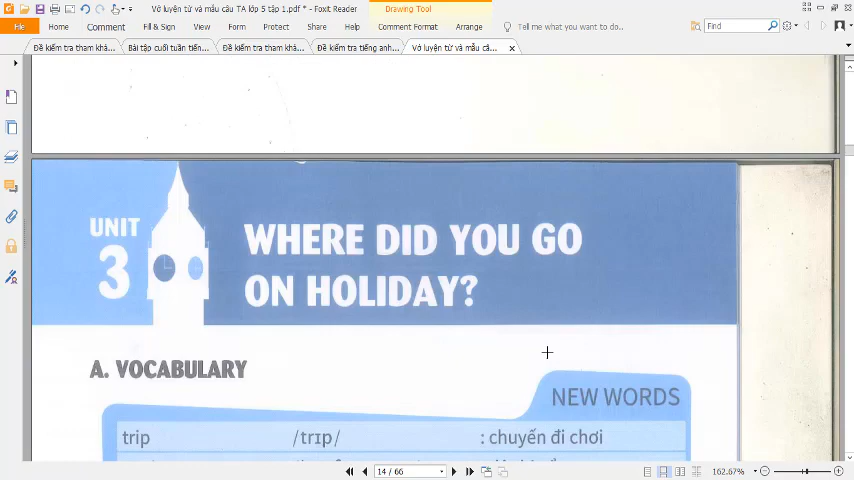 Vở luyện từ và mẫu câu TA lớp 5 tập 1.pdf * - Foxit Reader
Drawing Tool
File
Home
Comment
Fill & Sign
View
Form
Protect
Share
Help
Comment Format
Arrange
Tell me what you want to do..
Find
Đề kiểm tra tham khả...
Bài tập cuối tuần tiến...
Đề kiểm tra tham khả...
Đề kiểm tra tiếng anh...
Vở luyện từ và mẫu câ...
UNIT
3
WHERE DID YOU GO
ON HOLIDAY?
A. VOCABULARY
NEW WORDS
trip /trɪp/ : chuyến đi chơi
14 / 66
162.67%